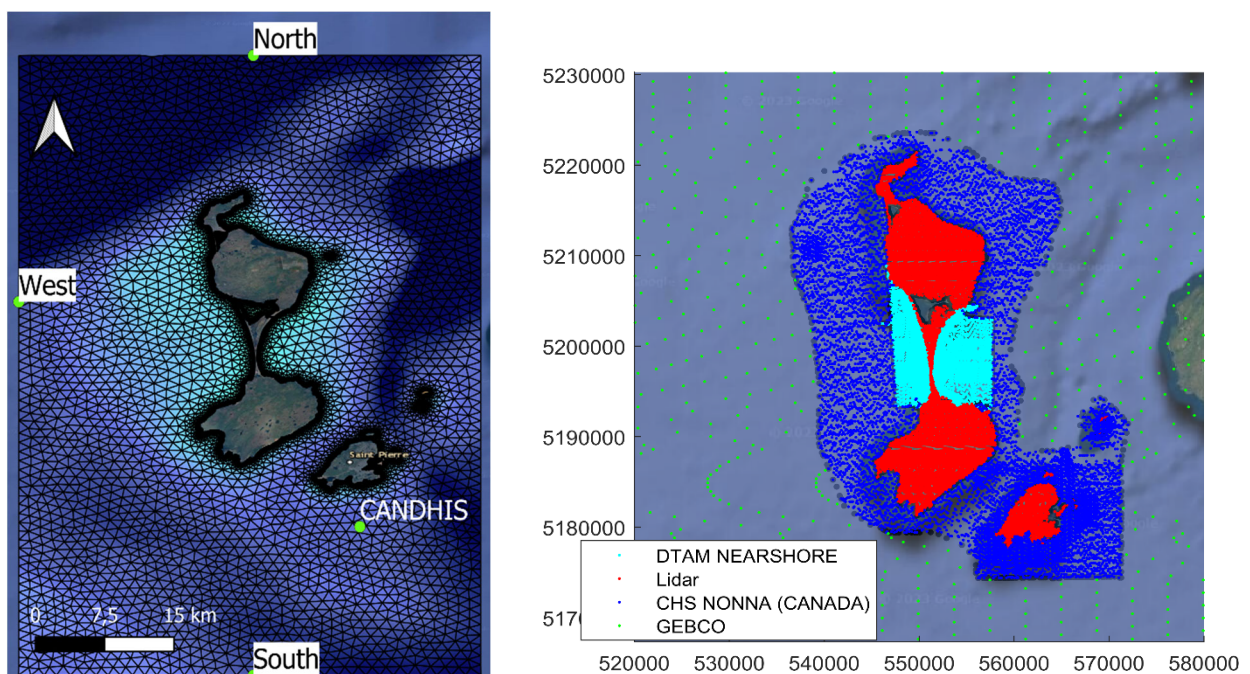 North
West
Saint Pierre
CANDHIS
0 7,5 15 km
South
5230000
5220000
5210000
5200000
5190000
5180000
DTAM NEARSHORE
Lidar
CHS NONNA (CANADA)
GEBCO
520000 530000 540000 550000 560000 570000 580000